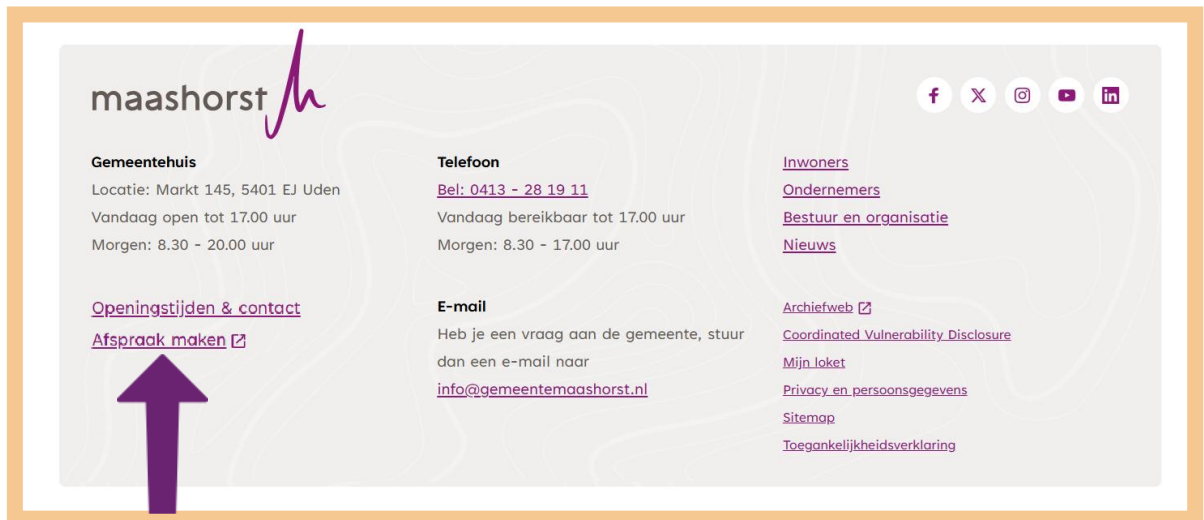 maashorst
Gemeentehuis
Locatie: Markt 145, 5401 EJ Uden
Vandaag open tot 17.00 uur
Morgen: 8.30 - 20.00 uur
Openingstijden & contact
Afspraak maken
Telefoon
Bel: 0413 - 28 19 11
Vandaag bereikbaar tot 17.00 uur
Morgen: 8.30 - 17.00 uur
E-mail
Heb je een vraag aan de gemeente, stuur
dan een e-mail naar
info@gemeentemaashorst.nl
Inwoners
Ondernemers
Bestuur en organisatie
Nieuws
Archiefweb
Coordinated Vulnerability Disclosure
Mijn loket
Privacy en persoonsgegevens
Sitemap
Toegankelijkheidsverklaring